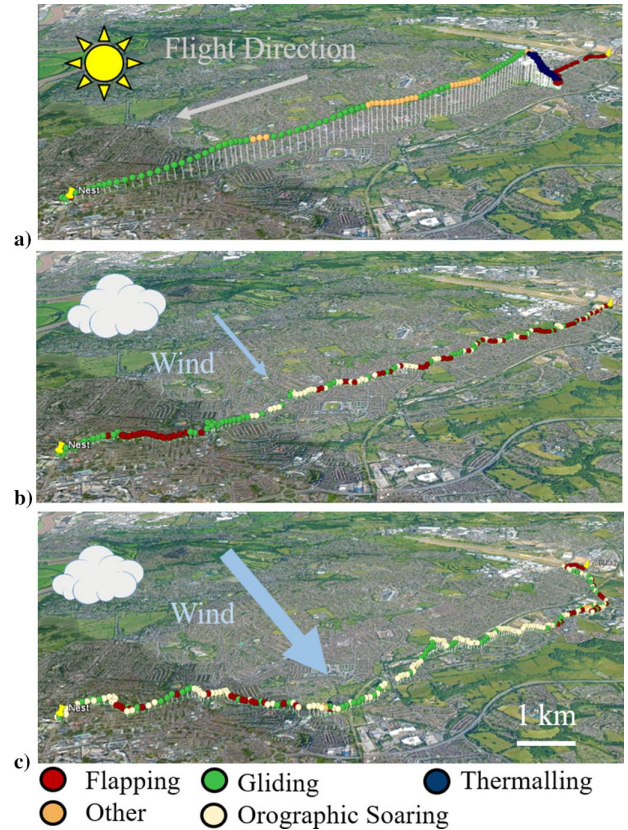 Flight Direction
Nest
a)
Wind
Nest
b)
Wind
Nest
1 km
c)
Flapping Gliding Thermalling
Other Orographic Soaring